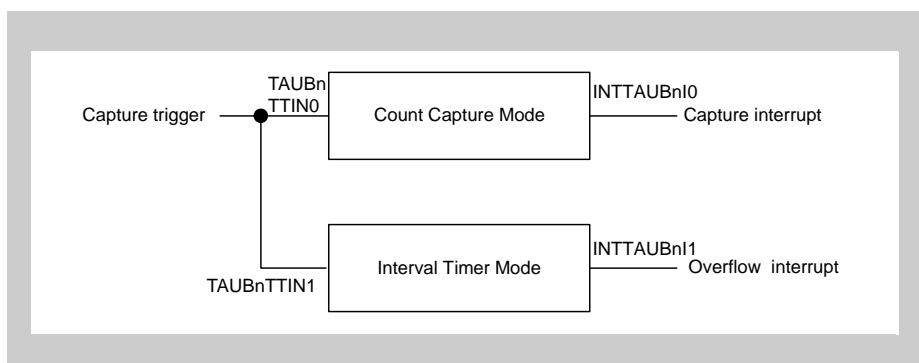 TAUBn
TTIN0
INTTAUBnI0
Capture trigger
Count Capture Mode
Capture interrupt
INTTAUBnI1
Interval Timer Mode
Overflow interrupt
TAUBnTTIN1